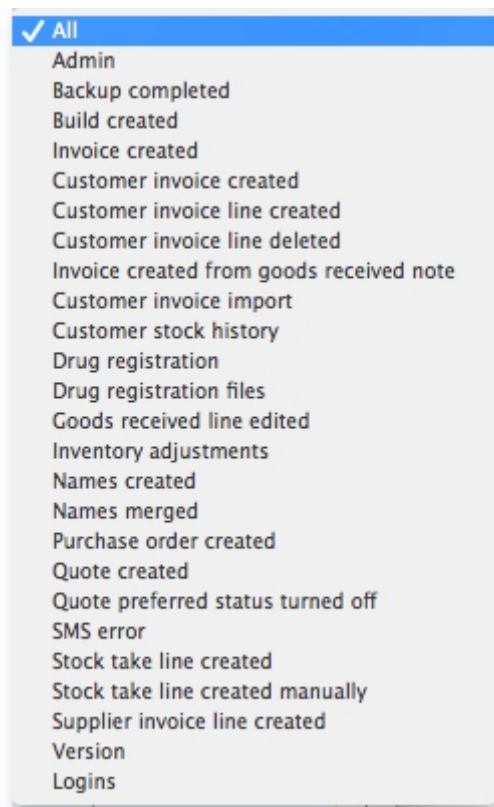 All
Admin
Backup completed
Build created
Invoice created
Customer invoice created
Customer invoice line created
Customer invoice line deleted
Invoice created from goods received note
Customer invoice import
Customer stock history
Drug registration
Drug registration files
Goods received line edited
Inventory adjustments
Names created
Names merged
Purchase order created
Quote created
Quote preferred status turned off
SMS error
Stock take line created
Stock take line created manually
Supplier invoice line created
Version
Logins